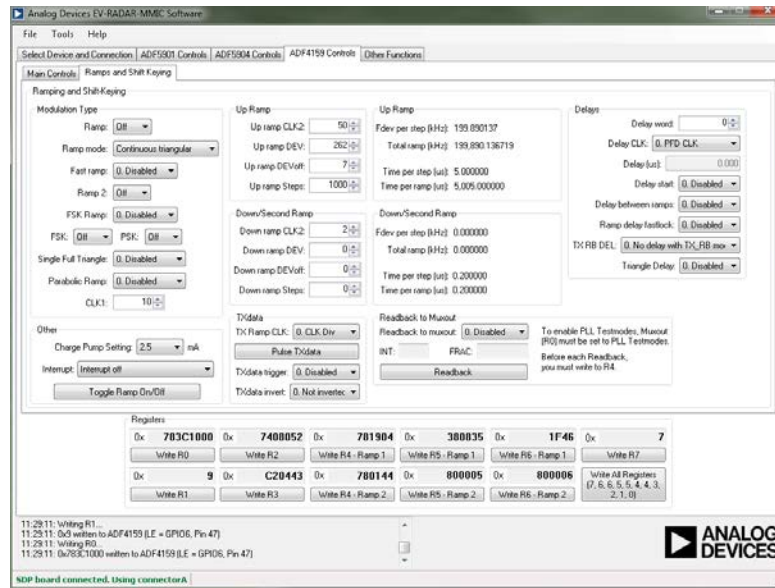 Analog Devices EV-RADAR-MMIC Software
File Tools Help
Select Device and Connection ADF5901 Controls ADF5904 Controls ADF4159 Controls Other Functions
Main Controls Ramps and Shift Keying
Ramping and Shift-Keying
Modulation Type
Ramp: Off
Ramp mode: Continuous triangular
Fast ramp: 0. Disabled
Ramp 2: Off
FSK Ramp: 0. Disabled
FSK: Off PSK: Off
Single Full Triangle: 0. Disabled
Parabolic Ramp: 0. Disabled
CLK1: 10
Other
Charge Pump Setting: 2.5 mA
Interrupt: Interrupt off
Toggle Ramp On/Off
Up Ramp
Up ramp CLK2: 50
Up ramp DEV: 262
Up ramp DEVoff: 7
Up ramp Steps: 1000
Down/Second Ramp
Down ramp CLK2: 2
Down ramp DEV: 0
Down ramp DEVoff: 0
Down ramp Steps: 0
TXdata
TX Ramp CLK: 0. CLK Div
Pulse TXdata
TXdata trigger: 0. Disabled
TXdata invert: 0. Not invertec
Up Ramp
Fdev per step (kHz): 199.890137
Total ramp (kHz): 199,890.136719
Time per step (us): 5.000000
Time per ramp (us): 5,005.000000
Down/Second Ramp
Fdev per step (kHz): 0.000000
Total ramp (kHz): 0.000000
Time per step (us): 0.200000
Time per ramp (us): 0.200000
Readback to Muxout
Readback to muxout: 0. Disabled
INT: FRAC:
Readback
To enable PLL Testmodes, Muxout
(R0) must be set to PLL Testmodes.
Before each Readback,
you must write to R4.
Delays
Delay word: 0
Delay CLK: 0. PFD CLK
Delay (us): 0.000
Delay start: 0. Disabled
Delay between ramps: 0. Disabled
Ramp delay fastlock: 0. Disabled
TX RB DEL: 0. No delay with TX_RB mo
Triangle Delay: 0. Disabled
Registers
0x 783C1000 0x 7408052 0x 781904 0x 380035 0x 1F46 0x 7
Write R0 Write R2 Write R4 - Ramp 1 Write R5 - Ramp 1 Write R6 - Ramp 1 Write R7
0x 9 0x C20443 0x 780144 0x 800005 0x 800006 Write All Registers
(7, 6, 6, 5, 5, 4, 4, 3,
2, 1, 0)
Write R1 Write R3 Write R4 - Ramp 2 Write R5 - Ramp 2 Write R6 - Ramp 2
11:29:11: Writing R1...
11:29:11: 0x9 written to ADF4159 (LE = GPIO6, Pin 47)
11:29:11: Writing R0...
11:29:11: 0x783C1000 written to ADF4159 (LE = GPIO6, Pin 47)
ANALOG
DEVICES
SDP board connected. Using connectorA